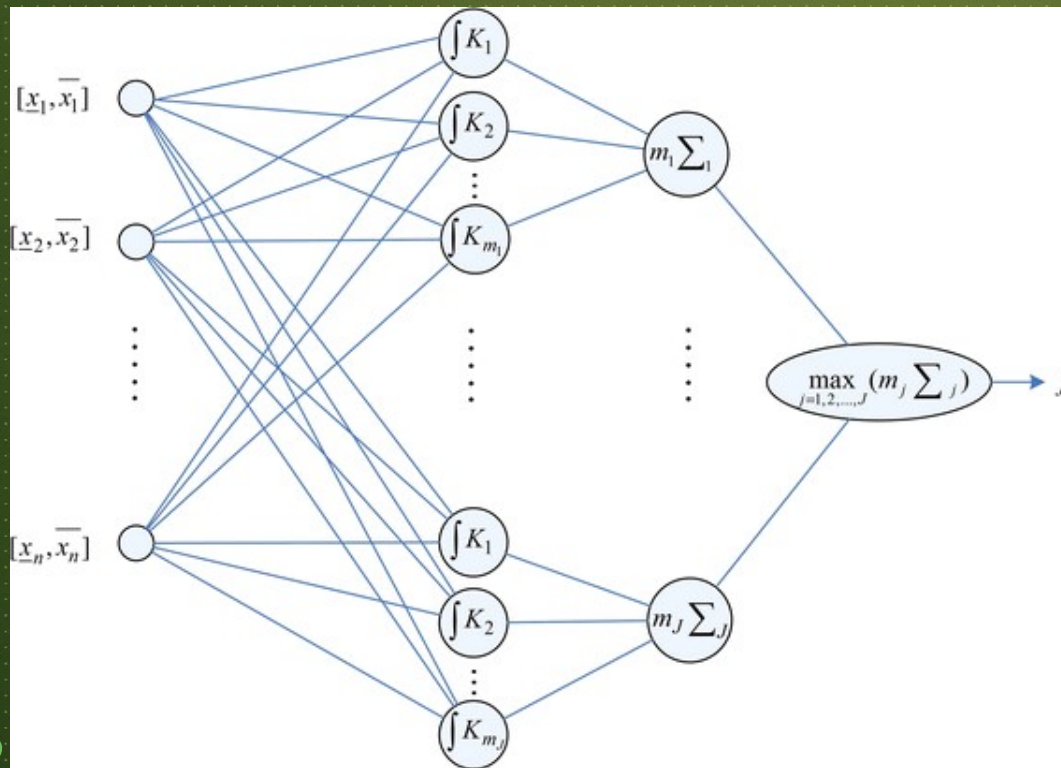 [x̲₁, x̅₁]
[x̲₂, x̅₂]
[x̲ₙ, x̅ₙ]
∫K₁
∫K₂
∫K_{m₁}
∫K₁
∫K₂
∫K_{m_J}
m₁∑₁
m_J∑_J
max_{j=1,2,...,J}(m_j∑_j)